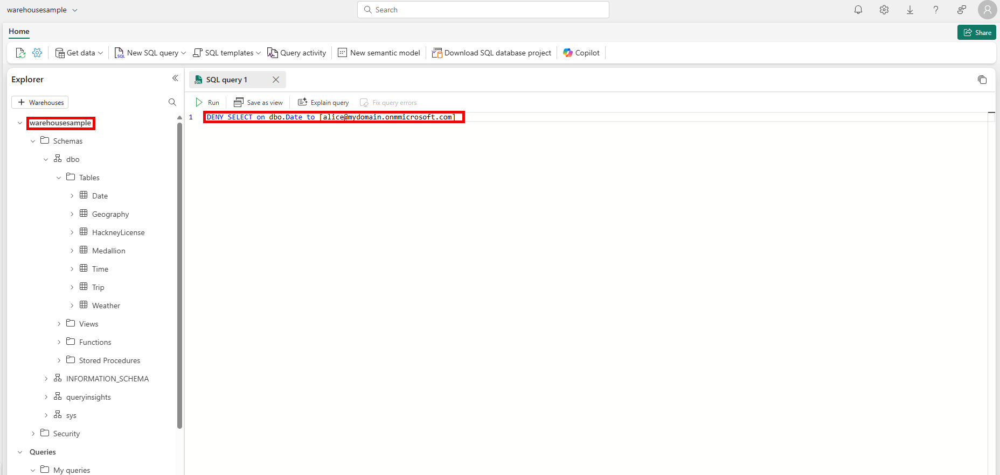 warehousesample
Search
Home
Share
Get data
New SQL query
SQL templates
Query activity
New semantic model
Download SQL database project
Copilot
Explorer
SQL query 1
Warehouses
Run
Save as view
Explain query
Fix query errors
1 DENY SELECT on dbo.Date to [alice@mydomain.onmmicrosoft.com]
warehousesample
Schemas
dbo
Tables
Date
Geography
HackneyLicense
Medallion
Time
Trip
Weather
Views
Functions
Stored Procedures
INFORMATION_SCHEMA
queryinsights
sys
Security
Queries
My queries